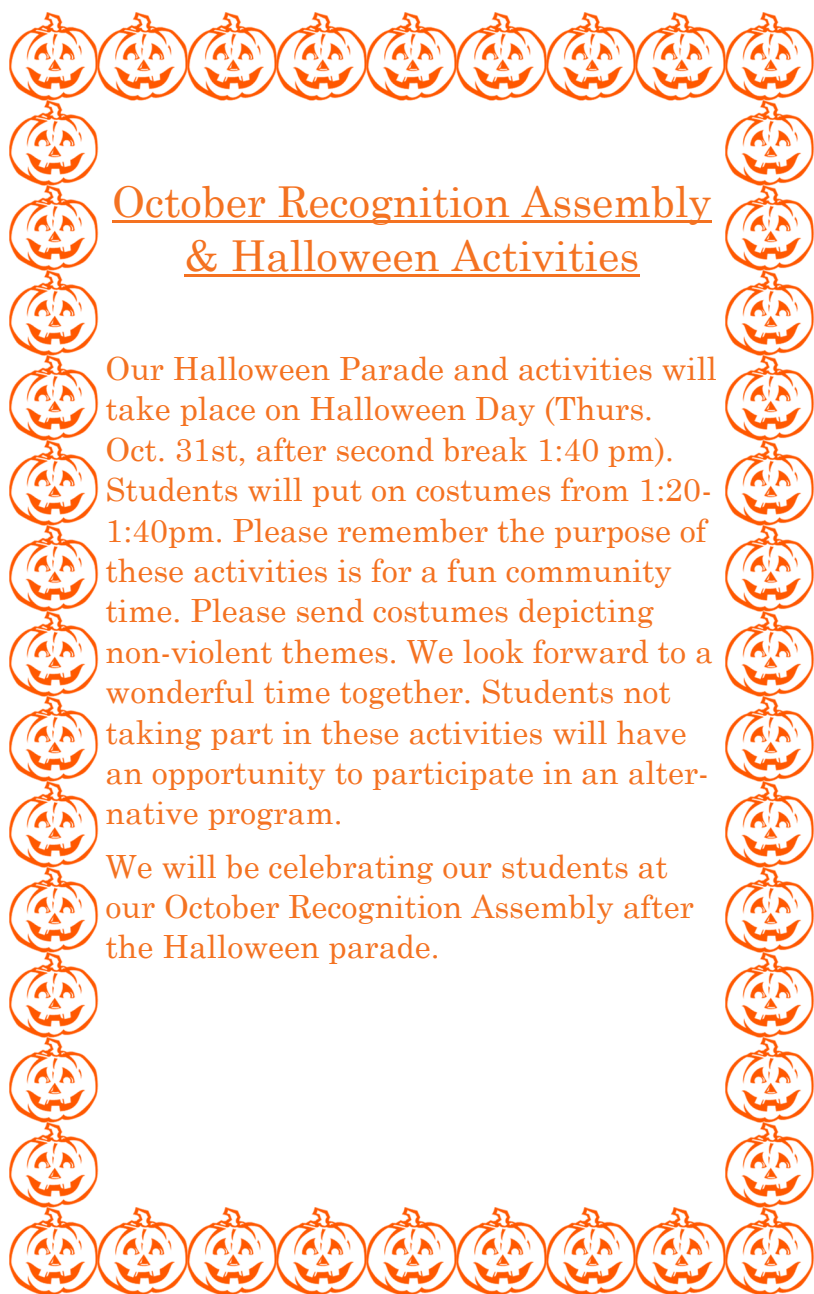 October Recognition Assembly
& Halloween Activities
Our Halloween Parade and activities will
take place on Halloween Day (Thurs.
Oct. 31st, after second break 1:40 pm).
Students will put on costumes from 1:20-
1:40pm. Please remember the purpose of
these activities is for a fun community
time. Please send costumes depicting
non-violent themes. We look forward to a
wonderful time together. Students not
taking part in these activities will have
an opportunity to participate in an alter-
native program.
We will be celebrating our students at
our October Recognition Assembly after
the Halloween parade.